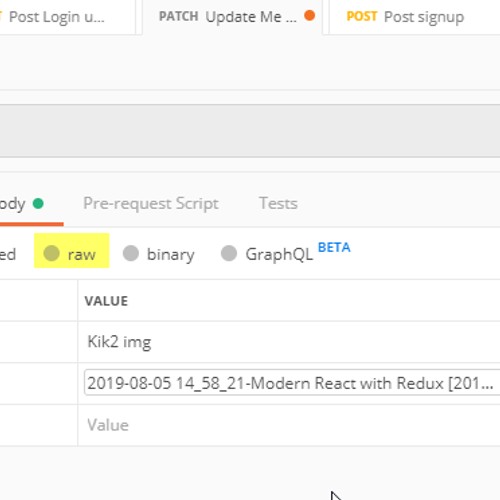 Post Login u...
PATCH Update Me ...
POST Post signup
ody
Pre-request Script
Tests
ed
raw
binary
GraphQL BETA
VALUE
Kik2 img
2019-08-05 14_58_21-Modern React with Redux [201...
Value